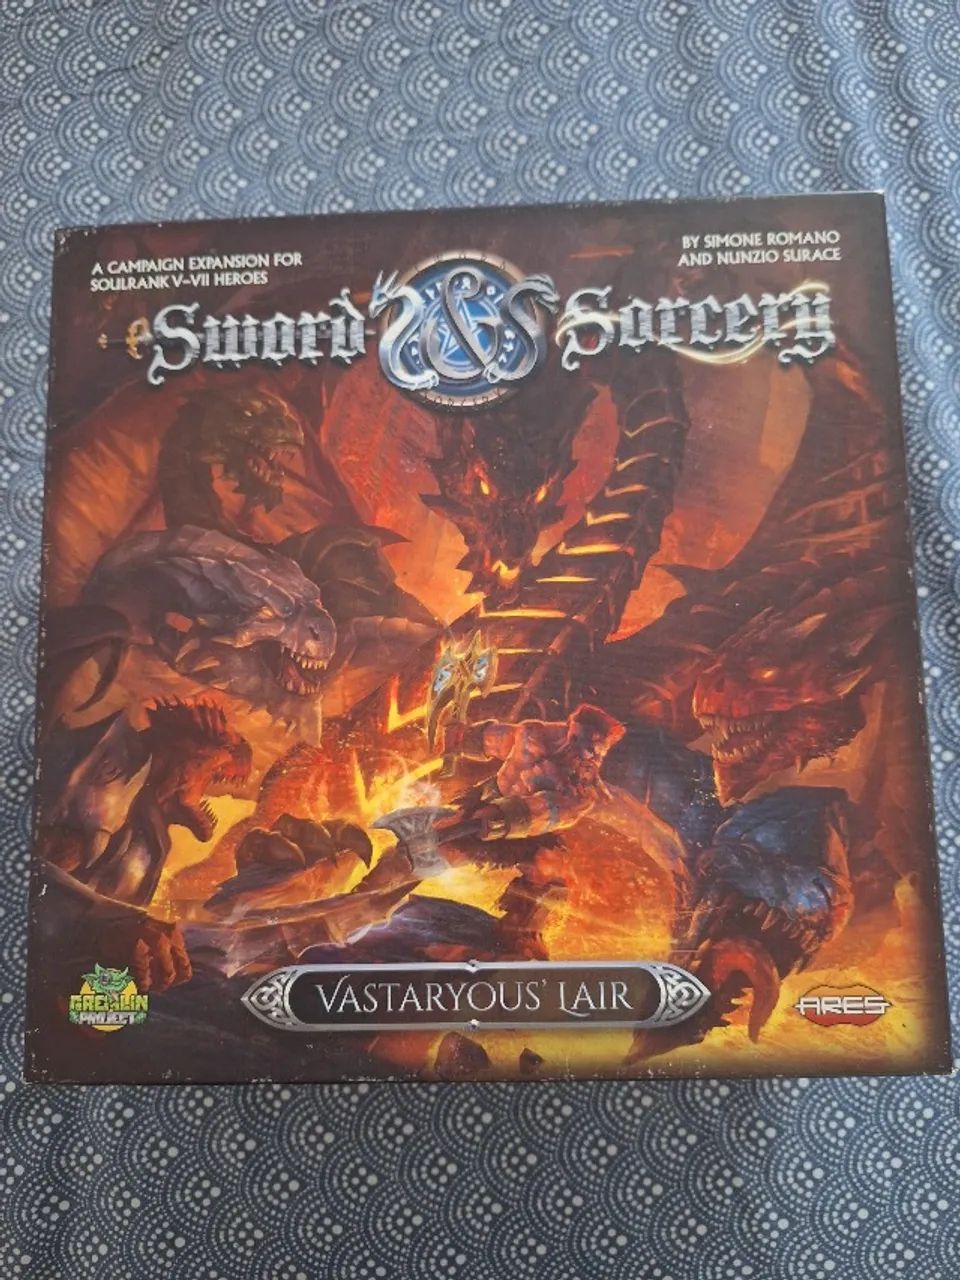 A CAMPAIGN EXPANSION FOR
SOULRANK V-VII HEROES
BY SIMONE ROMANO
AND NUNZIO SURACE
Sword & Sorcery
VASTARYOUS' LAIR
GREMLIN
PROJECT
ARES